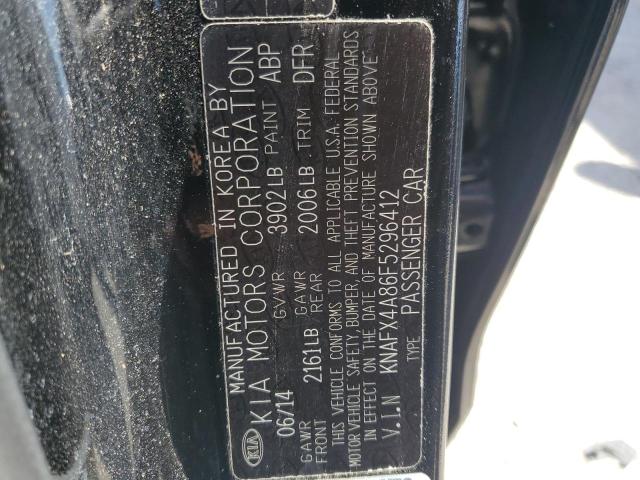 KIA MANUFACTURED IN KOREA BY
KIA MOTORS CORPORATION
06/14 GVWR 3902LB PAINT ABP
GAWR FRONT 2161LB GAWR REAR 2006LB TRIM DFR
THIS VEHICLE CONFORMS TO ALL APPLICABLE U.S.A. FEDERAL
MOTOR VEHICLE SAFETY, BUMPER, AND THEFT PREVENTION STANDARDS
IN EFFECT ON THE DATE OF MANUFACTURE SHOWN ABOVE
V.I.N KNAFX4A86F5296412
TYPE PASSENGER CAR